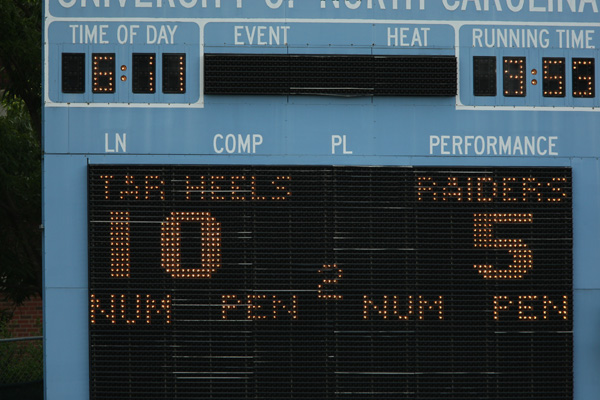 UNIVERSITY OF NORTH CAROLINA
TIME OF DAY EVENT HEAT RUNNING TIME
6:11 9:55
LN COMP PL PERFORMANCE
TAR HEELS RAIDERS
10 5
2
NUM PEN NUM PEN